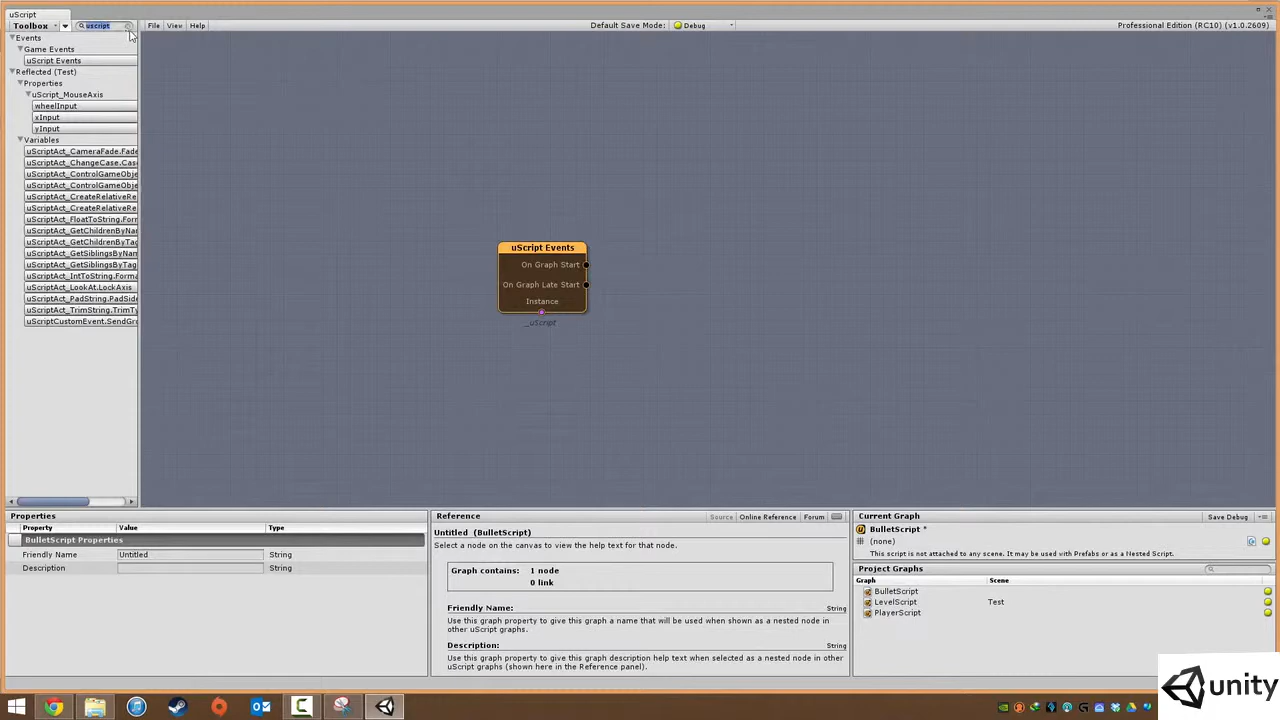 uScript
Toolbox uscript File View Help Default Save Mode: Debug Professional Edition (RC10) (v1.0.2609)
Events
Game Events
uScript Events
Reflected (Test)
Properties
uScript_MouseAxis
wheelInput
xInput
yInput
Variables
uScriptAct_CameraFade.Fade
uScriptAct_ChangeCase.Case
uScriptAct_ControlGameObje
uScriptAct_ControlGameObje
uScriptAct_CreateRelativeRe
uScriptAct_CreateRelativeRe
uScriptAct_FloatToString.Form
uScriptAct_GetChildrenByNam
uScriptAct_GetChildrenByTag
uScriptAct_GetSiblingsByNam
uScriptAct_GetSiblingsByTag
uScriptAct_IntToString.Forma
uScriptAct_LookAt.LockAxis
uScriptAct_PadString.PadSide
uScriptAct_TrimString.TrimTy
uScriptCustomEvent.SendGro
uScript Events
On Graph Start
On Graph Late Start
Instance
_uScript
Properties
Property Value Type
BulletScript Properties
Friendly Name Untitled String
Description String
Reference Source Online Reference Forum
Untitled (BulletScript)
Select a node on the canvas to view the help text for that node.
Graph contains: 1 node
0 link
Friendly Name: String
Use this graph property to give this graph a name that will be used when shown as a nested node in
other uScript graphs.
Description: String
Use this graph property to give this graph description help text when selected as a nested node in other
uScript graphs (shown here in the Reference panel).
Current Graph Save Debug
BulletScript *
(none)
This script is not attached to any scene. It may be used with Prefabs or as a Nested Script.
Project Graphs
Graph Scene
BulletScript
LevelScript Test
PlayerScript
unity